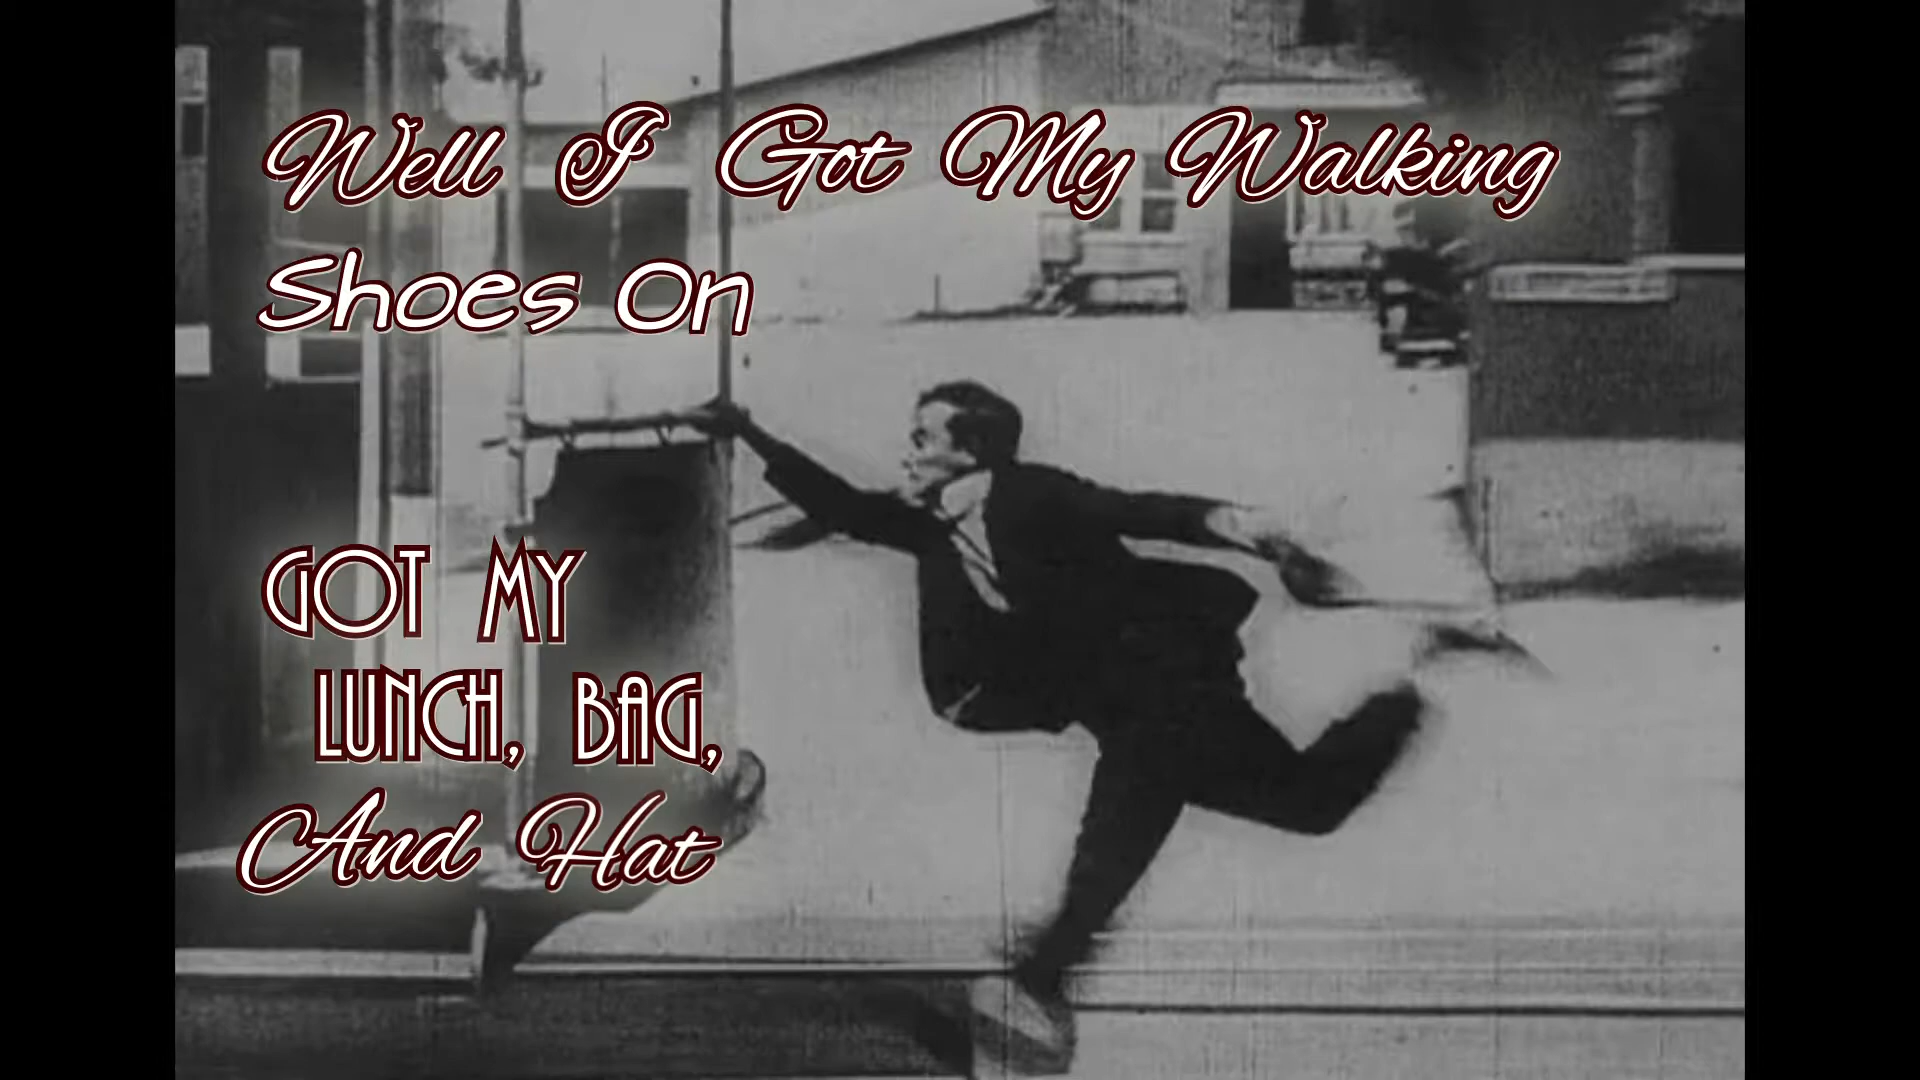 Well I Got My Walking
Shoes On
GOT MY
LUNCH, BAG,
And Hat